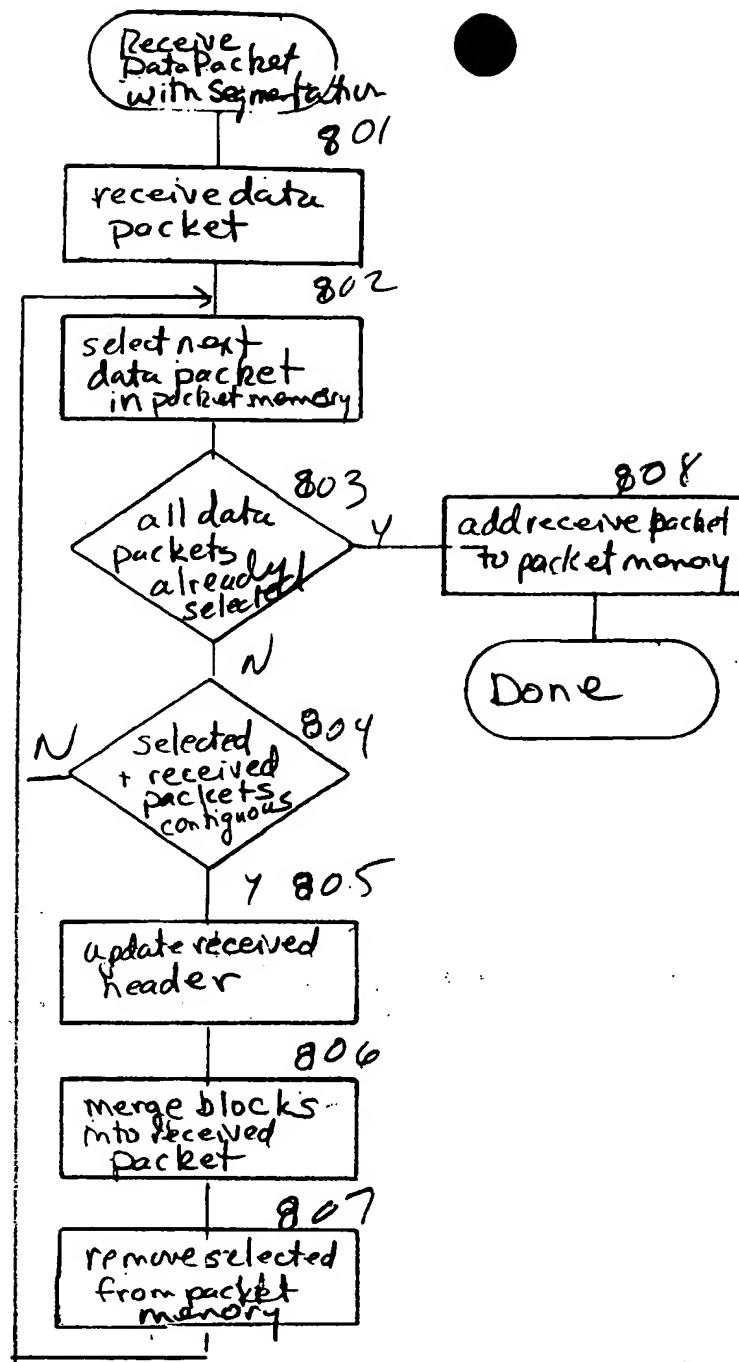 Receive
Data Packet
with Segmentation
801
receive data
packet
802
select next
data packet
in packet memory
803
all data
packets
already
selected
Y
808
add receive packet
to packet memory
N
Done
804
N
selected
+ received
packets
contiguous
Y 805
update received
header
806
merge blocks
into received
packet
807
remove selected
from packet
memory